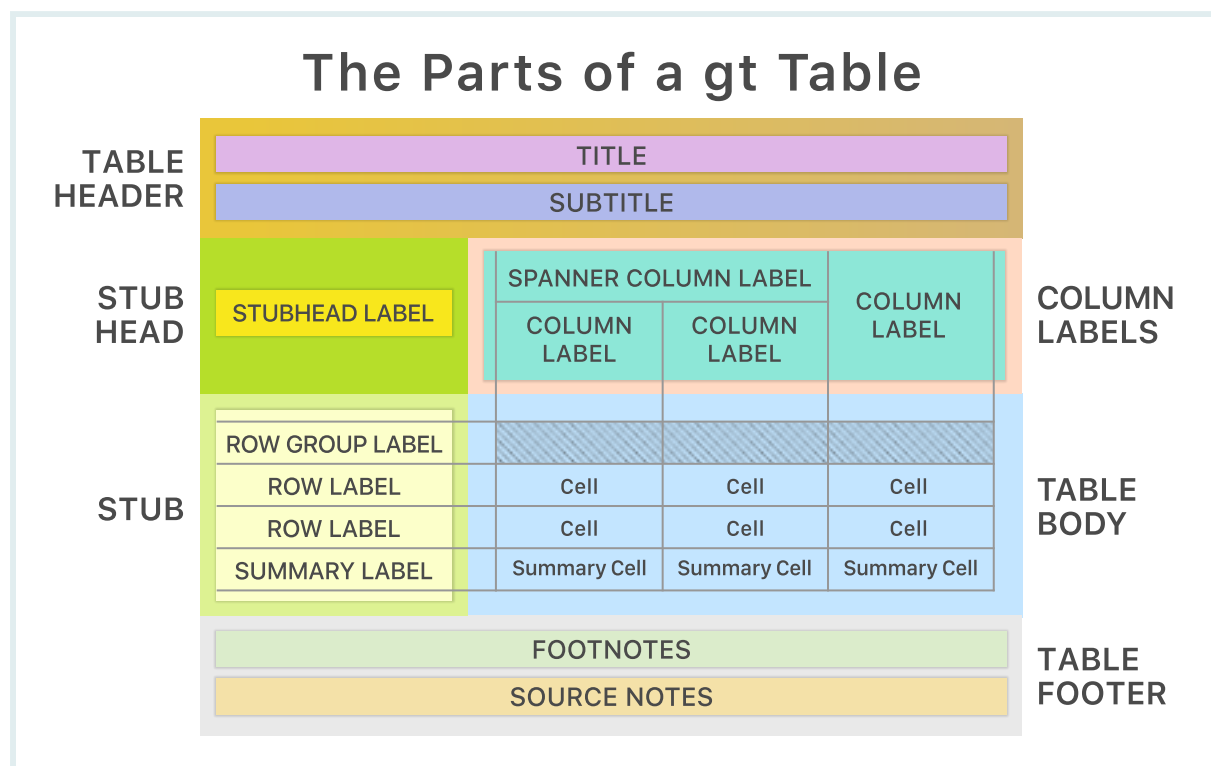 The Parts of a gt Table
TABLE
HEADER
TITLE
SUBTITLE
STUB
HEAD
STUBHEAD LABEL
SPANNER COLUMN LABEL
COLUMN
LABEL
COLUMN
LABEL
COLUMN
LABEL
COLUMN
LABELS
STUB
ROW GROUP LABEL
ROW LABEL
Cell
Cell
Cell
ROW LABEL
Cell
Cell
Cell
SUMMARY LABEL
Summary Cell
Summary Cell
Summary Cell
TABLE
BODY
FOOTNOTES
SOURCE NOTES
TABLE
FOOTER